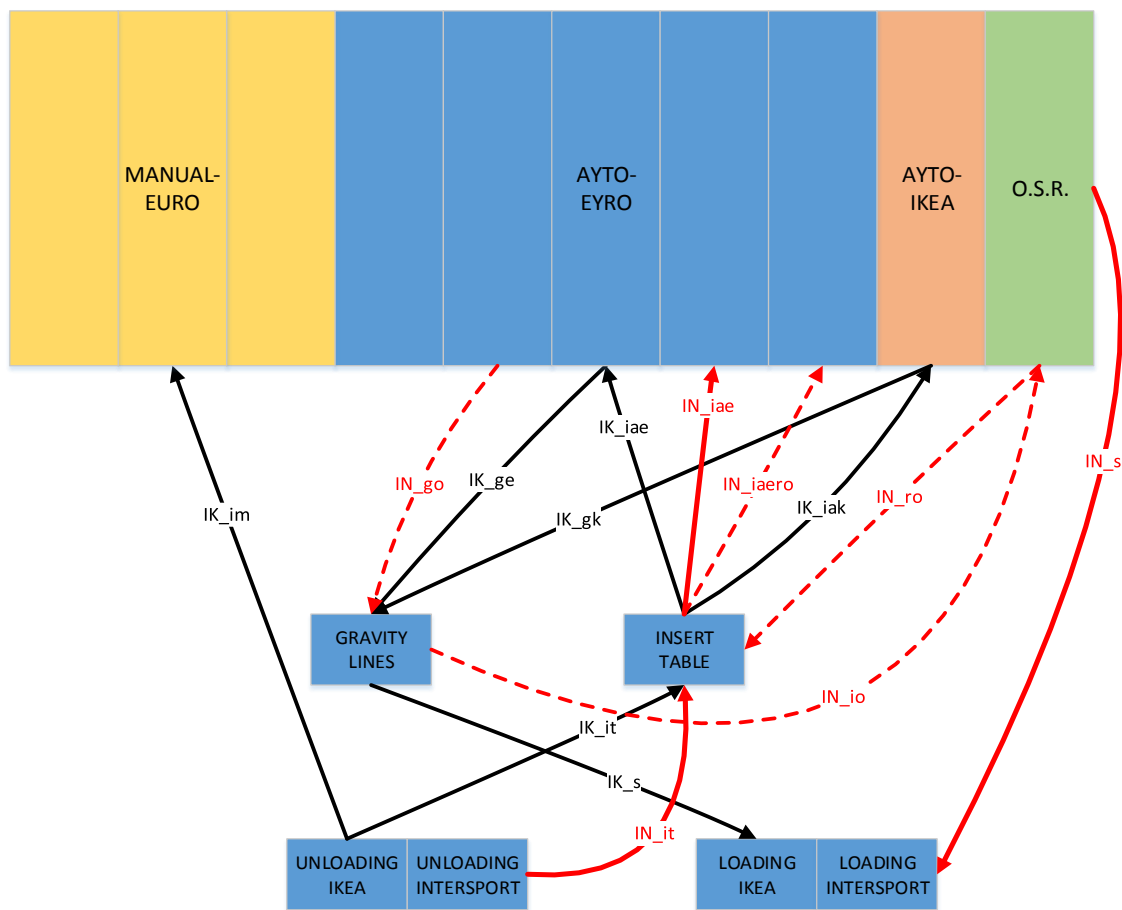 MANUAL-
EURO
AYTO-
EYRO
AYTO-
IKEA
O.S.R.
IN_iae
IK_iae
IN_s
IK_ge
IN_go
IN_iaero
IN_ro
IK_iak
IK_im
IK_gk
GRAVITY
LINES
INSERT
TABLE
IN_io
IK_it
IK_s
IN_it
UNLOADING
IKEA
UNLOADING
INTERSPORT
LOADING
IKEA
LOADING
INTERSPORT